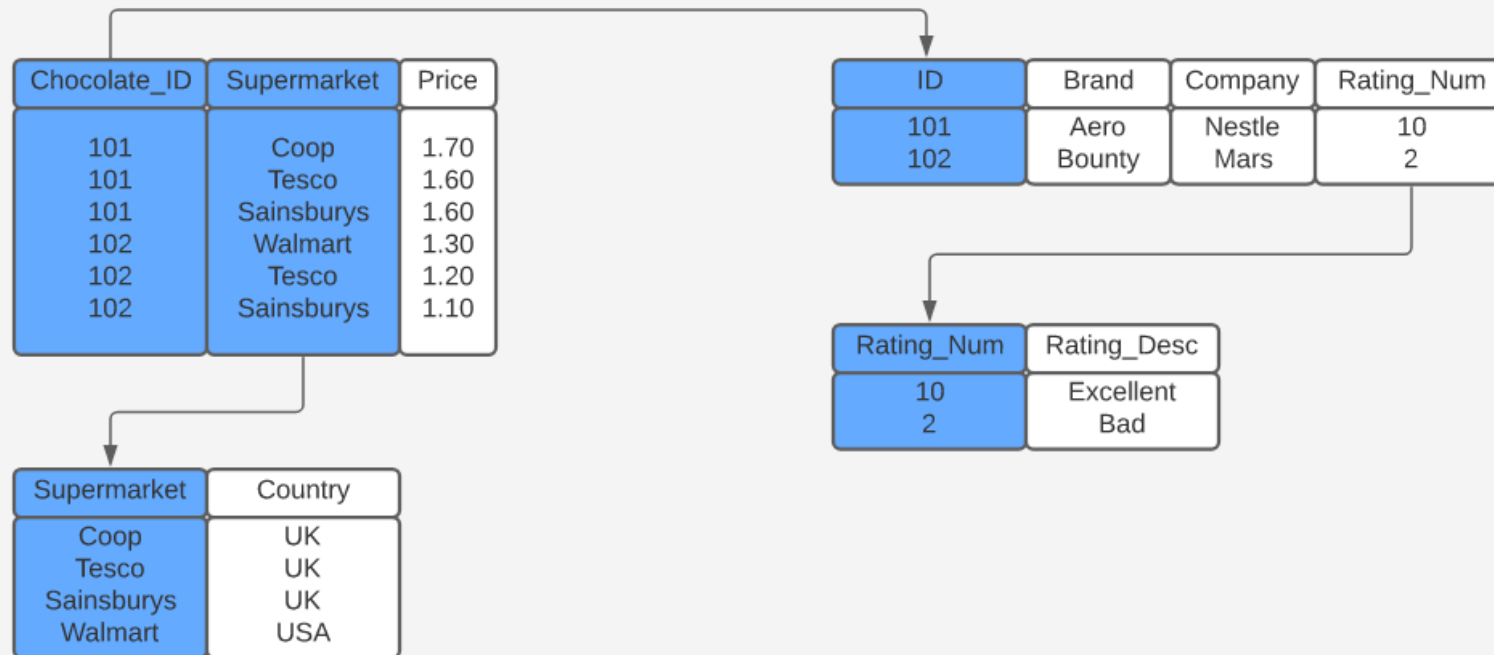 Chocolate_ID Supermarket Price
101 Coop 1.70
101 Tesco 1.60
101 Sainsburys 1.60
102 Walmart 1.30
102 Tesco 1.20
102 Sainsburys 1.10
ID Brand Company Rating_Num
101 Aero Nestle 10
102 Bounty Mars 2
Rating_Num Rating_Desc
10 Excellent
2 Bad
Supermarket Country
Coop UK
Tesco UK
Sainsburys UK
Walmart USA